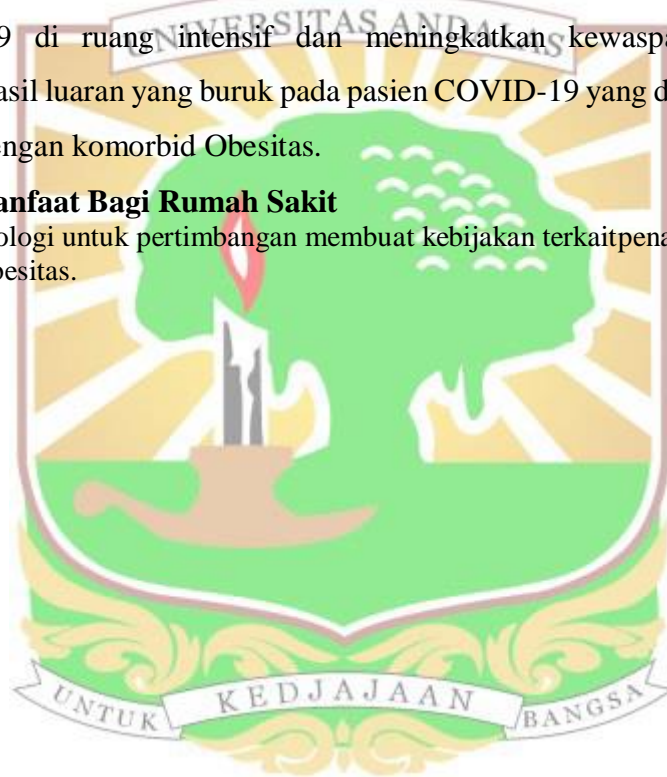 UNIVERSITAS ANDALAS
9 di ruang intensif dan meningkatkan kewaspa
asil luaran yang buruk pada pasien COVID-19 yang d
engan komorbid Obesitas.
anfaat Bagi Rumah Sakit
ologi untuk pertimbangan membuat kebijakan terkaitpena
besitas.
UNTUK KEDJAJAAN BANGSA